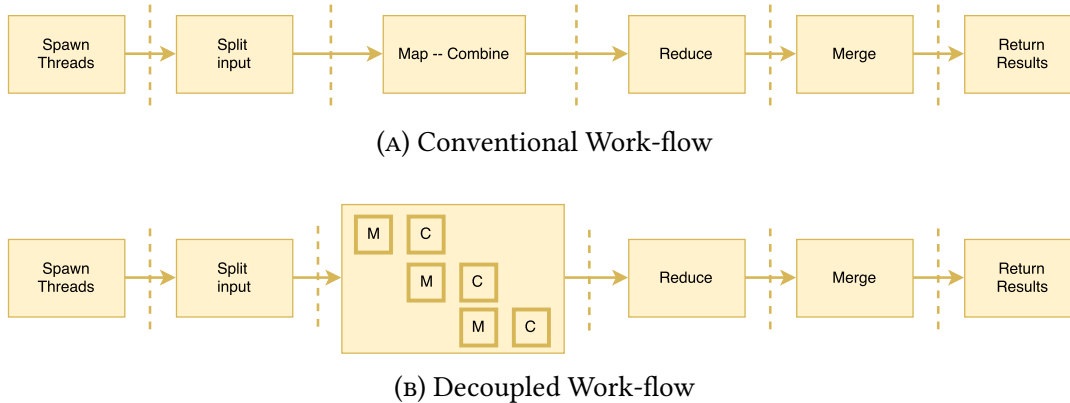 Spawn
Threads
Split
input
Map -- Combine
Reduce
Merge
Return
Results
(A) Conventional Work-flow
Spawn
Threads
Split
input
M C
M C
M C
Reduce
Merge
Return
Results
(B) Decoupled Work-flow